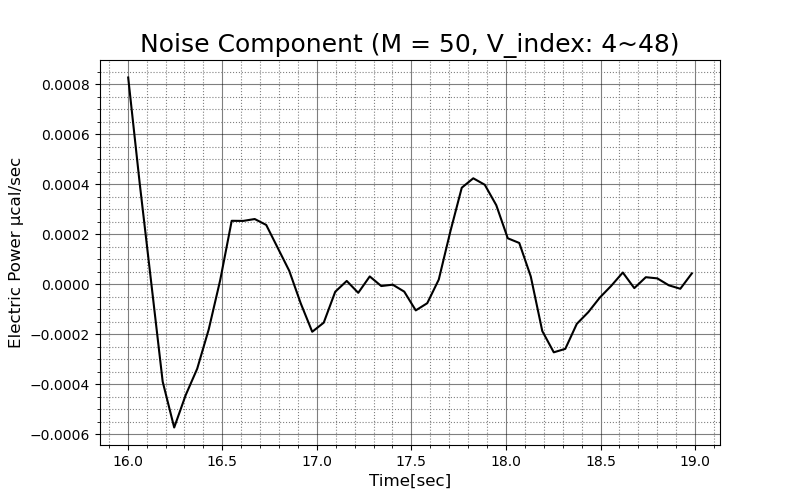 Noise Component (M = 50, V_index: 4~48)
Electric Power μcal/sec
0.0008
0.0006
0.0004
0.0002
0.0000
−0.0002
−0.0004
−0.0006
16.0 16.5 17.0 17.5 18.0 18.5 19.0
Time[sec]